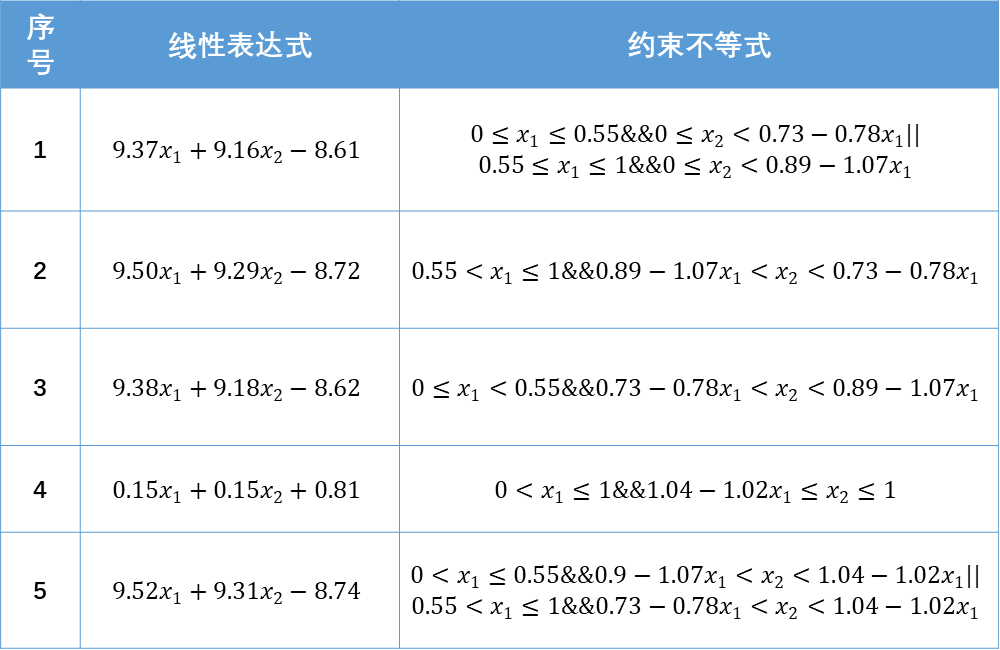 序号 线性表达式 约束不等式
1 9.37x₁ + 9.16x₂ − 8.61 0 ≤ x₁ ≤ 0.55&&0 ≤ x₂ < 0.73 − 0.78x₁||
0.55 ≤ x₁ ≤ 1&&0 ≤ x₂ < 0.89 − 1.07x₁
2 9.50x₁ + 9.29x₂ − 8.72 0.55 < x₁ ≤ 1&&0.89 − 1.07x₁ < x₂ < 0.73 − 0.78x₁
3 9.38x₁ + 9.18x₂ − 8.62 0 ≤ x₁ < 0.55&&0.73 − 0.78x₁ < x₂ < 0.89 − 1.07x₁
4 0.15x₁ + 0.15x₂ + 0.81 0 < x₁ ≤ 1&&1.04 − 1.02x₁ ≤ x₂ ≤ 1
5 9.52x₁ + 9.31x₂ − 8.74 0 < x₁ ≤ 0.55&&0.9 − 1.07x₁ < x₂ < 1.04 − 1.02x₁||
0.55 < x₁ ≤ 1&&0.73 − 0.78x₁ < x₂ < 1.04 − 1.02x₁